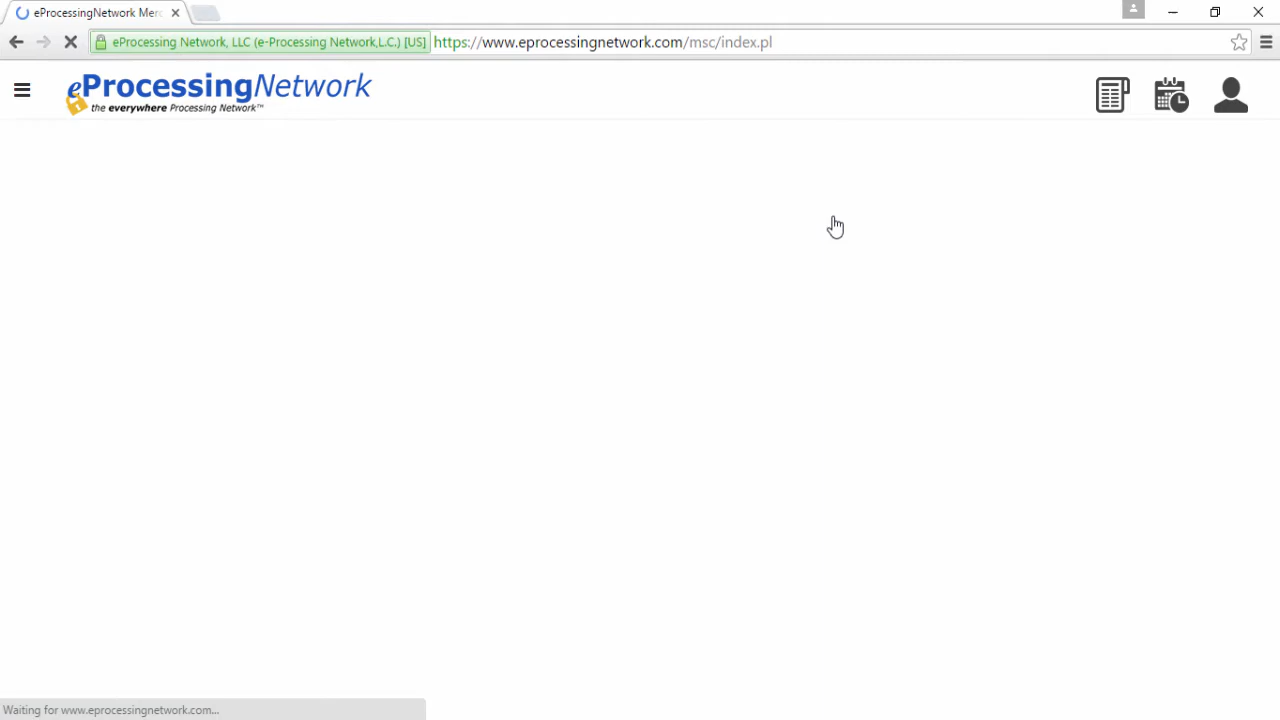 eProcessingNetwork Merc
eProcessing Network, LLC (e-Processing Network,L.C.) [US]
https://www.eprocessingnetwork.com/msc/index.pl
eProcessingNetwork
the everywhere Processing Network™
Waiting for www.eprocessingnetwork.com...